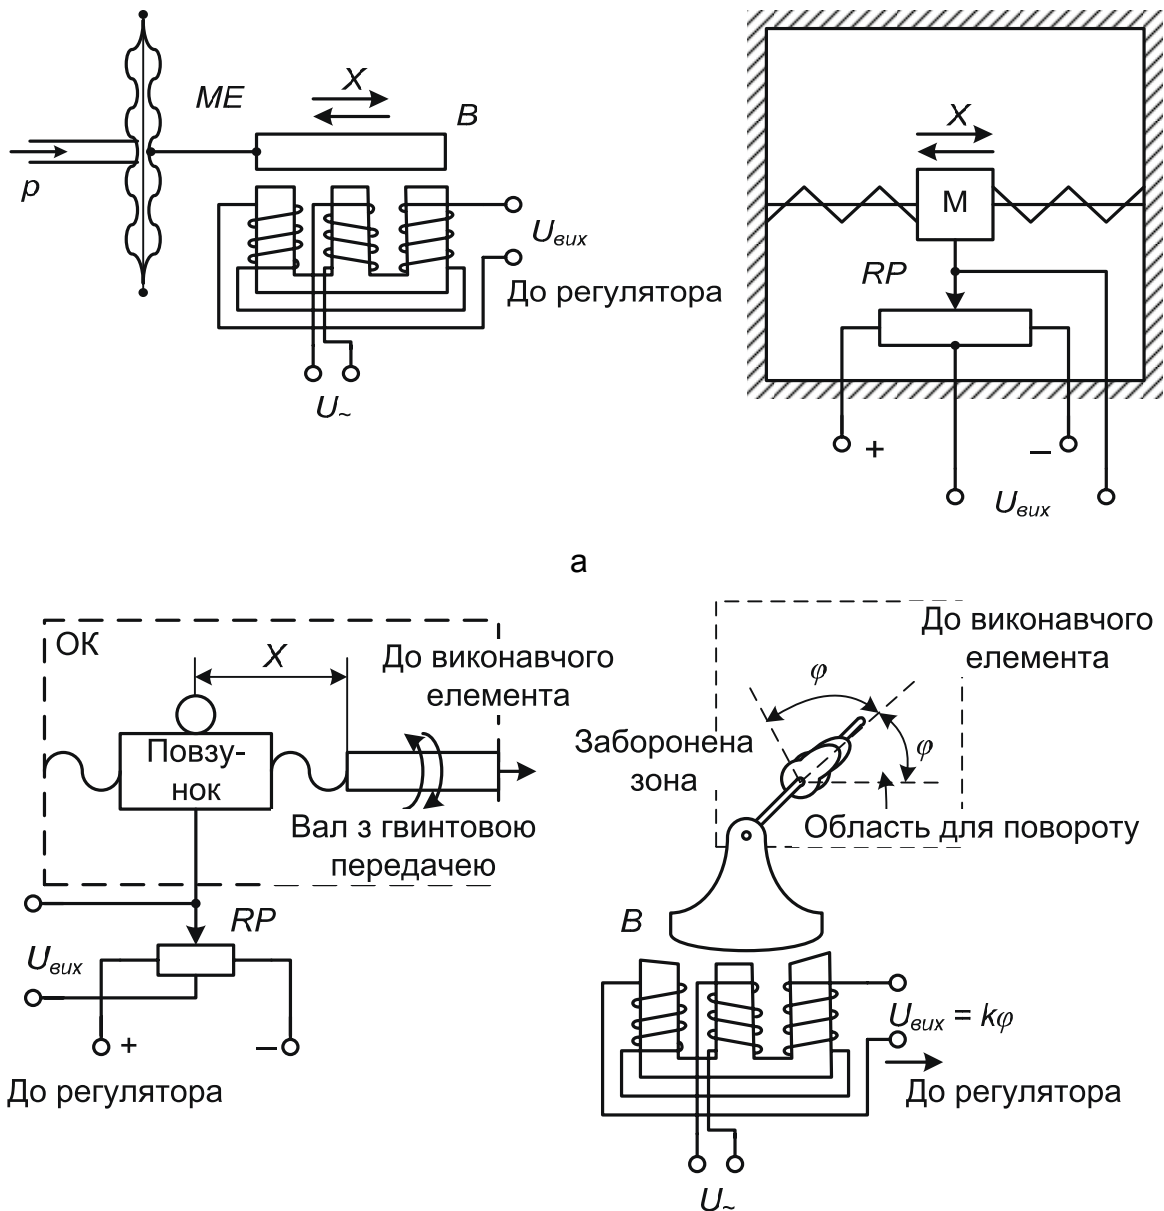 ME
X
B
p
Uвих
До регулятора
U~
X
M
RP
+
–
Uвих
а
ОК
X
До виконавчого
елемента
Повзу-
нок
Вал з гвинтовою
передачею
RP
Uвих
+
–
До регулятора
До виконавчого
елемента
φ
φ
Заборонена
зона
Область для повороту
B
Uвих = kφ
До регулятора
U~